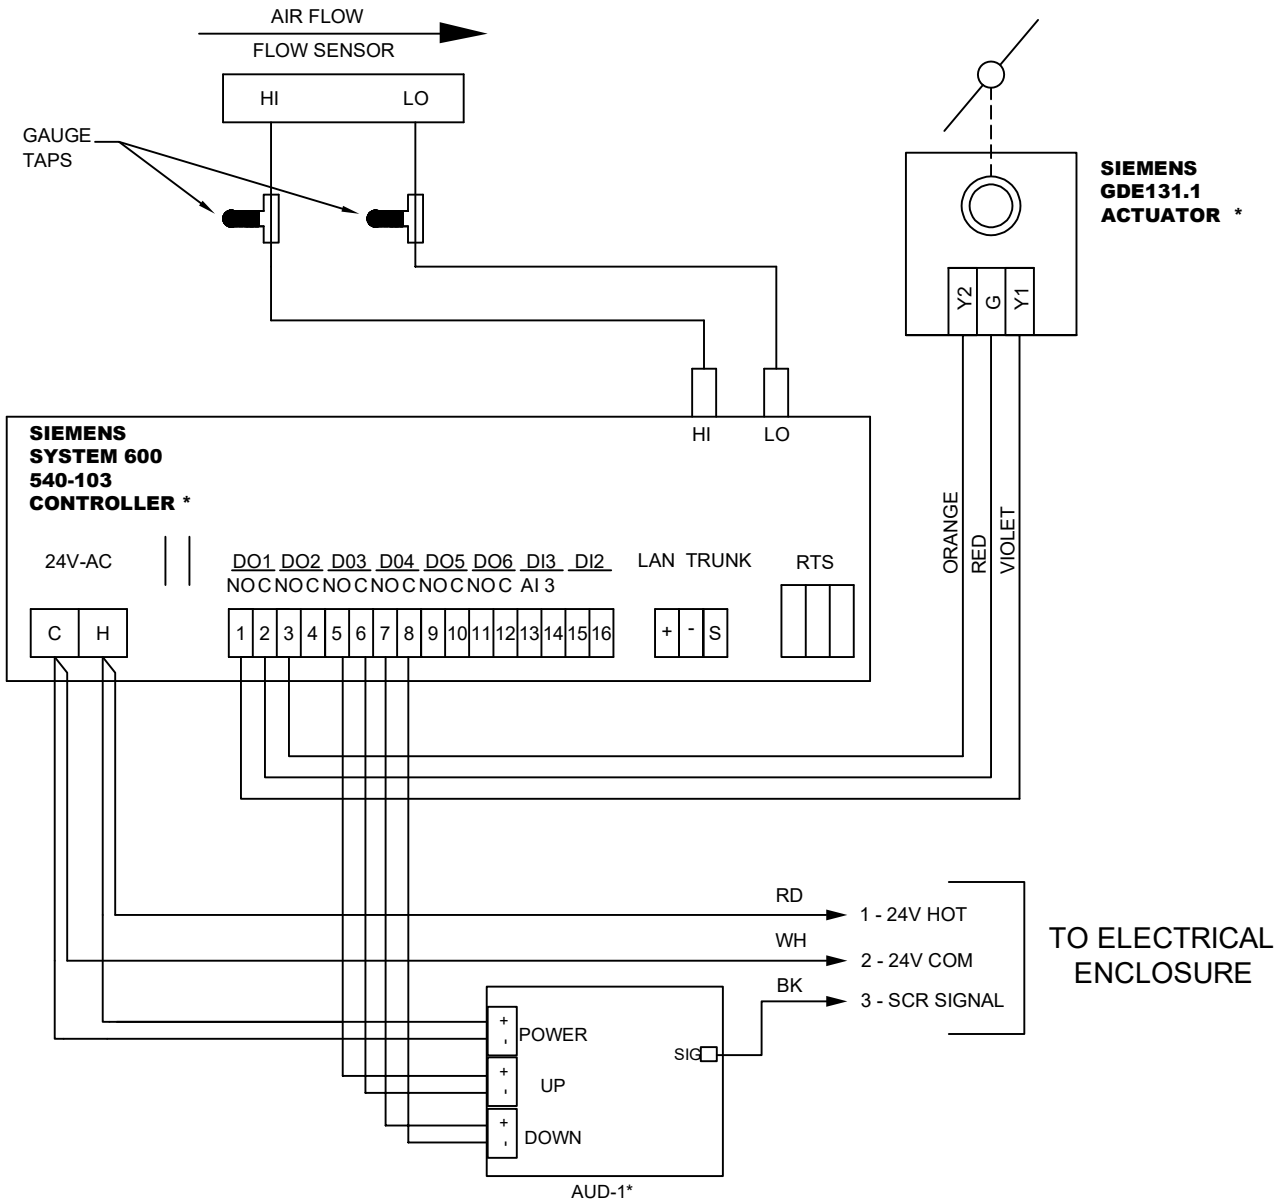 AIR FLOW
FLOW SENSOR
HI LO
GAUGE
TAPS
SIEMENS
GDE131.1
ACTUATOR *
Y2 G Y1
HI LO
SIEMENS
SYSTEM 600
540-103
CONTROLLER *
ORANGE
RED
VIOLET
24V-AC
DO1 DO2 D03 D04 DO5 DO6 DI3 DI2
LAN TRUNK
RTS
NO C NO C NO C NO C NO C NO C AI 3
C H
1 2 3 4 5 6 7 8 9 10 11 12 13 14 15 16
+ - S
RD
1 - 24V HOT
WH
2 - 24V COM
BK
3 - SCR SIGNAL
TO ELECTRICAL
ENCLOSURE
+
-
POWER
SIG
+
-
UP
+
-
DOWN
AUD-1*